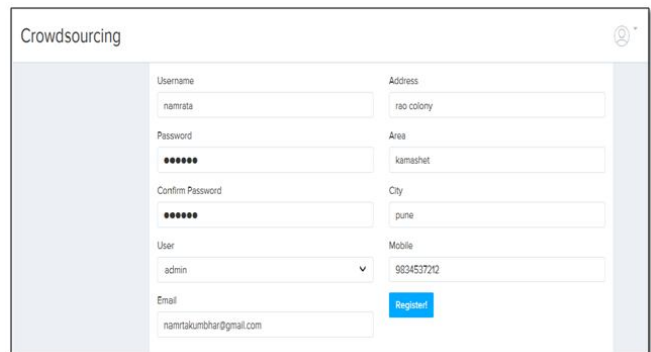 Crowdsourcing
Username
namrata
Password
●●●●●●
Confirm Password
●●●●●●
User
admin
Email
namrtakumbhar@gmail.com
Address
rao colony
Area
kamashet
City
pune
Mobile
9834537212
Register!